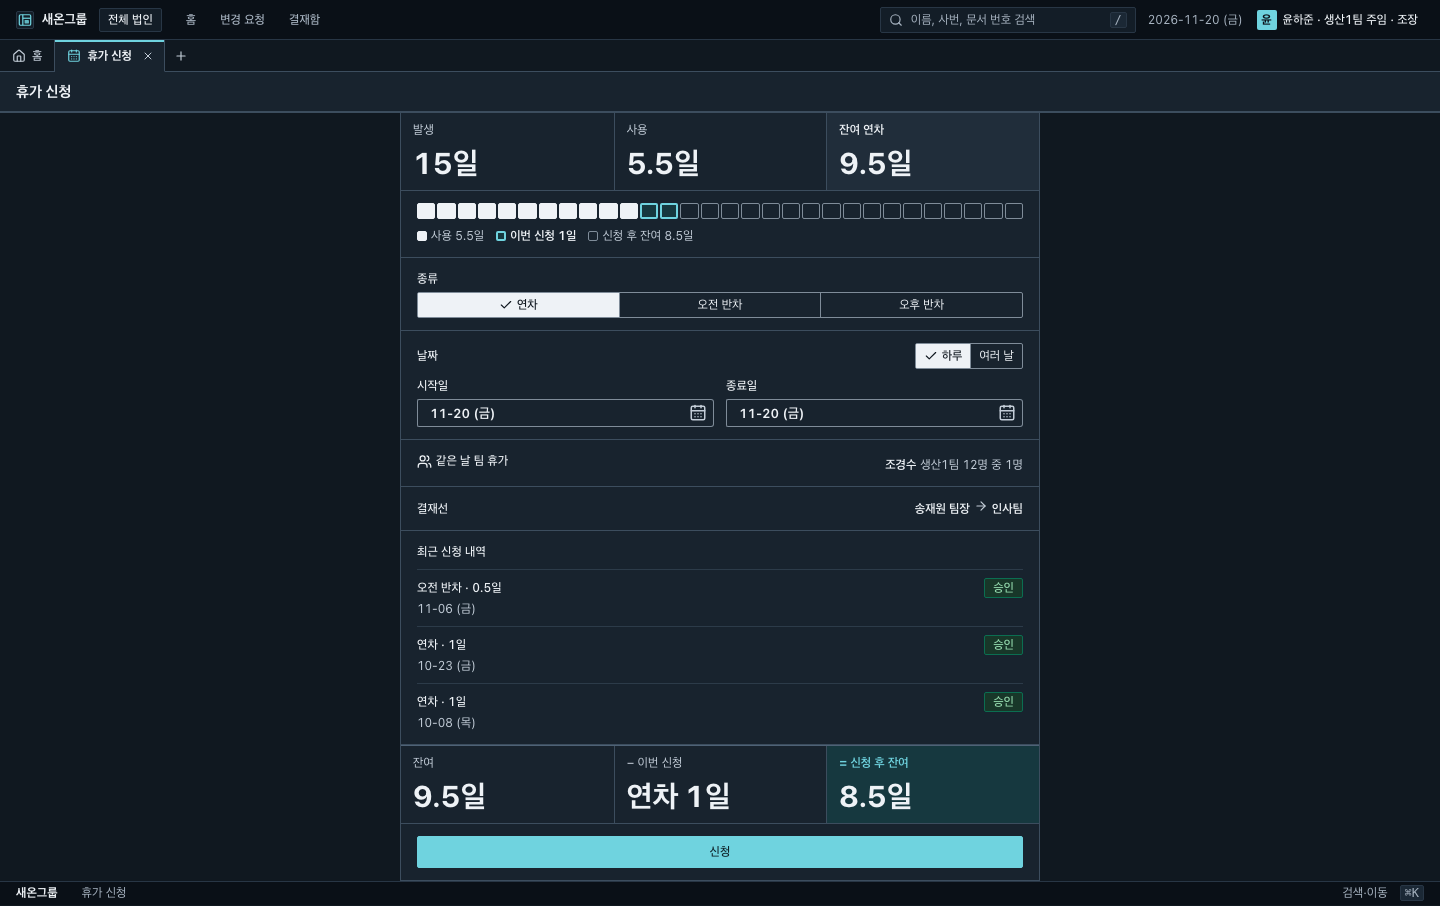 새온그룹 전체 법인 홈 변경 요청 결재함 이름, 사번, 문서 번호 검색 / 2026-11-20 (금) 윤 윤하준 · 생산1팀 주임 · 조장
홈 휴가 신청
휴가 신청
발생 사용 잔여 연차
15일 5.5일 9.5일
사용 5.5일 이번 신청 1일 신청 후 잔여 8.5일
종류
연차 오전 반차 오후 반차
날짜 하루 여러 날
시작일 종료일
11-20 (금) 11-20 (금)
같은 날 팀 휴가 조경수 생산1팀 12명 중 1명
결재선 송재원 팀장 → 인사팀
최근 신청 내역
오전 반차 · 0.5일 승인
11-06 (금)
연차 · 1일 승인
10-23 (금)
연차 · 1일 승인
10-08 (목)
잔여 − 이번 신청 = 신청 후 잔여
9.5일 연차 1일 8.5일
신청
새온그룹 휴가 신청 검색·이동 ⌘K